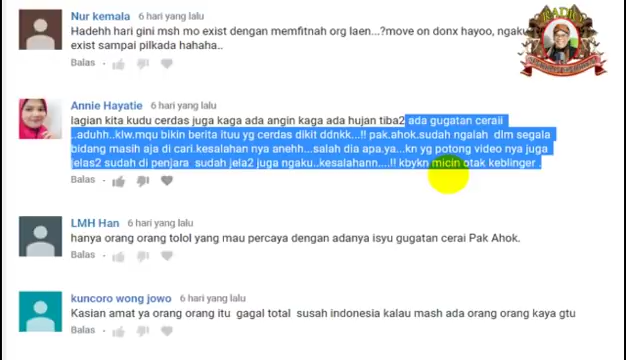 Nur kemala 6 hari yang lalu
Hadehh hari gini msh mo exist dengan memfitnah org laen...?move on donx hayoo, ngaku
exist sampai pilkada hahaha..
Balas
Annie Hayatie 6 hari yang lalu
lagian kita kudu cerdas juga kaga ada angin kaga ada hujan tiba2 ada gugatan ceraii
..aduhh..klw.mqu bikin berita ituu yg cerdas dikit ddnkk...!! pak.ahok.sudah ngalah dlm segala
bidang masih aja di cari.kesalahan nya anehh...salah dia apa.ya...kn yg potong video nya juga
jelas2 sudah di penjara sudah jela2 juga ngaku..kesalahann....!! kbykn micin otak keblinger .
Balas
LMH Han 6 hari yang lalu
hanya orang orang tolol yang mau percaya dengan adanya isyu gugatan cerai Pak Ahok.
Balas
kuncoro wong jowo 6 hari yang lalu
Kasian amat ya orang orang itu gagal total susah indonesia kalau mash ada orang orang kaya gtu
Balas